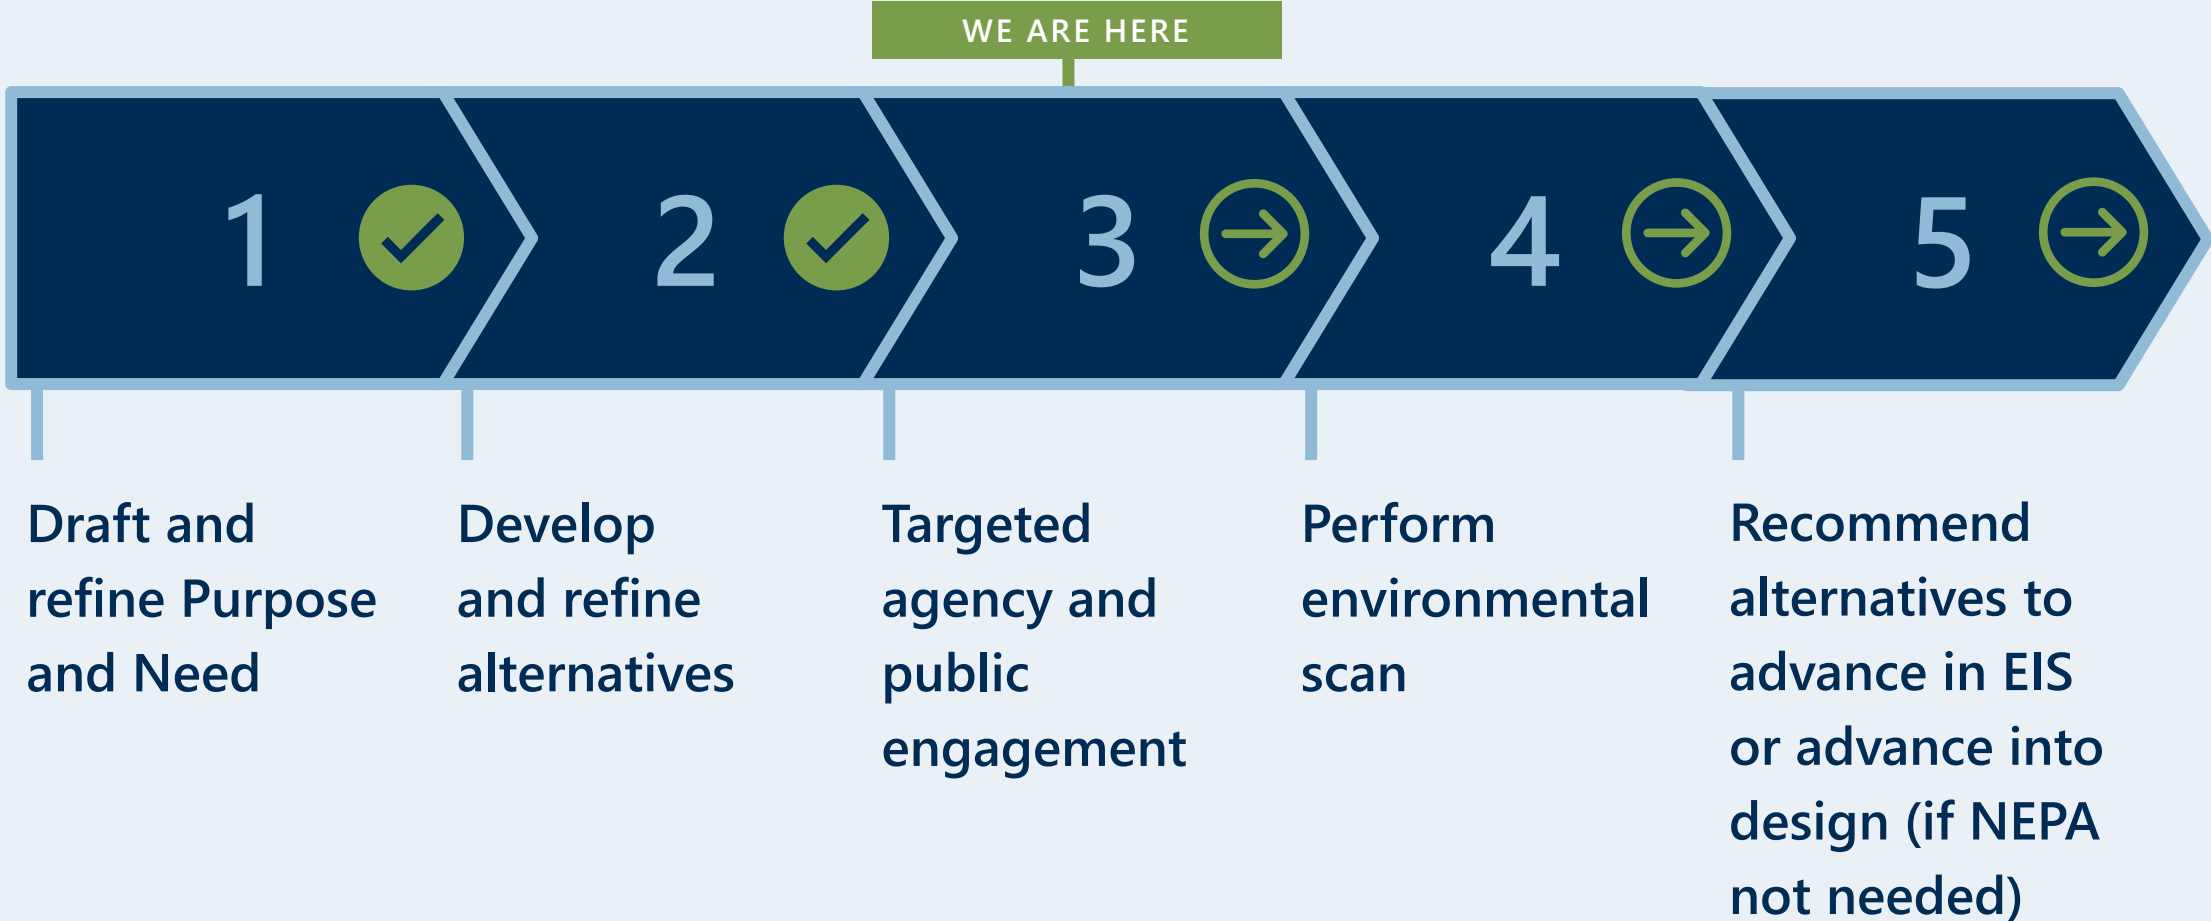 WE ARE HERE
1
2
3
4
5
Draft and
refine Purpose
and Need
Develop
and refine
alternatives
Targeted
agency and
public
engagement
Perform
environmental
scan
Recommend
alternatives to
advance in EIS
or advance into
design (if NEPA
not needed)